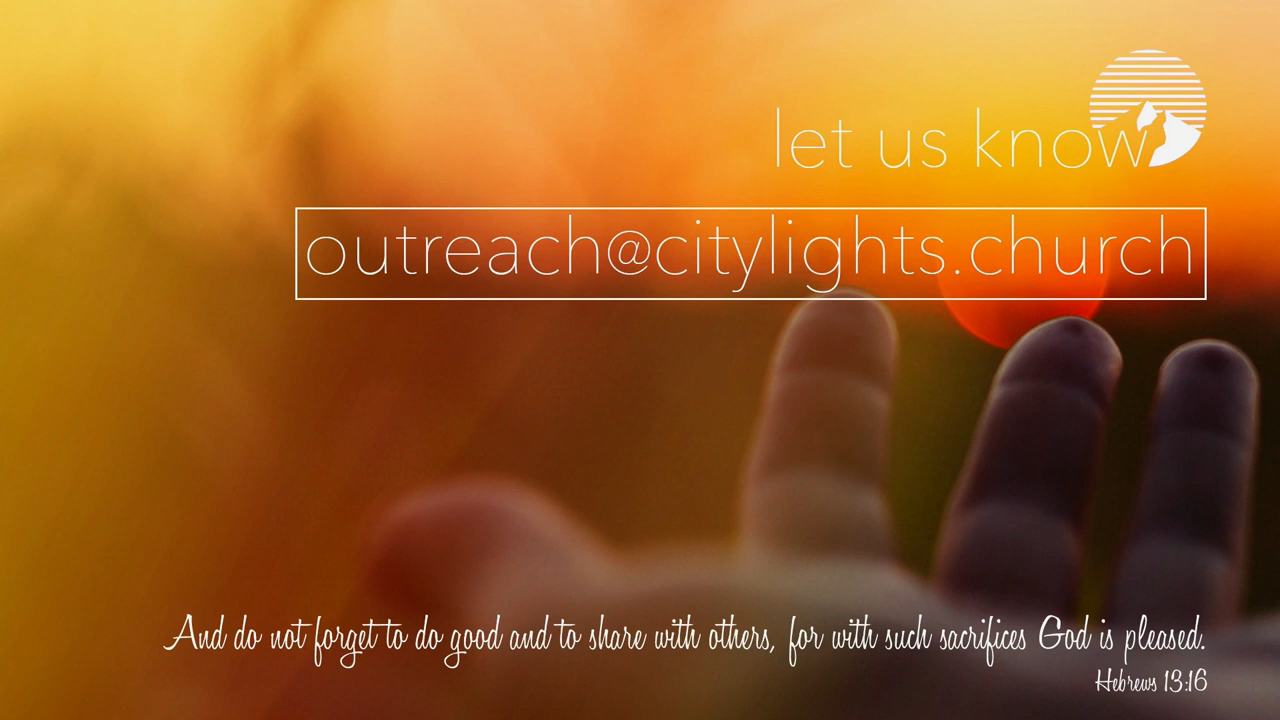 let us know
outreach@citylights.church
And do not forget to do good and to share with others, for with such sacrifices God is pleased.
Hebrews 13:16